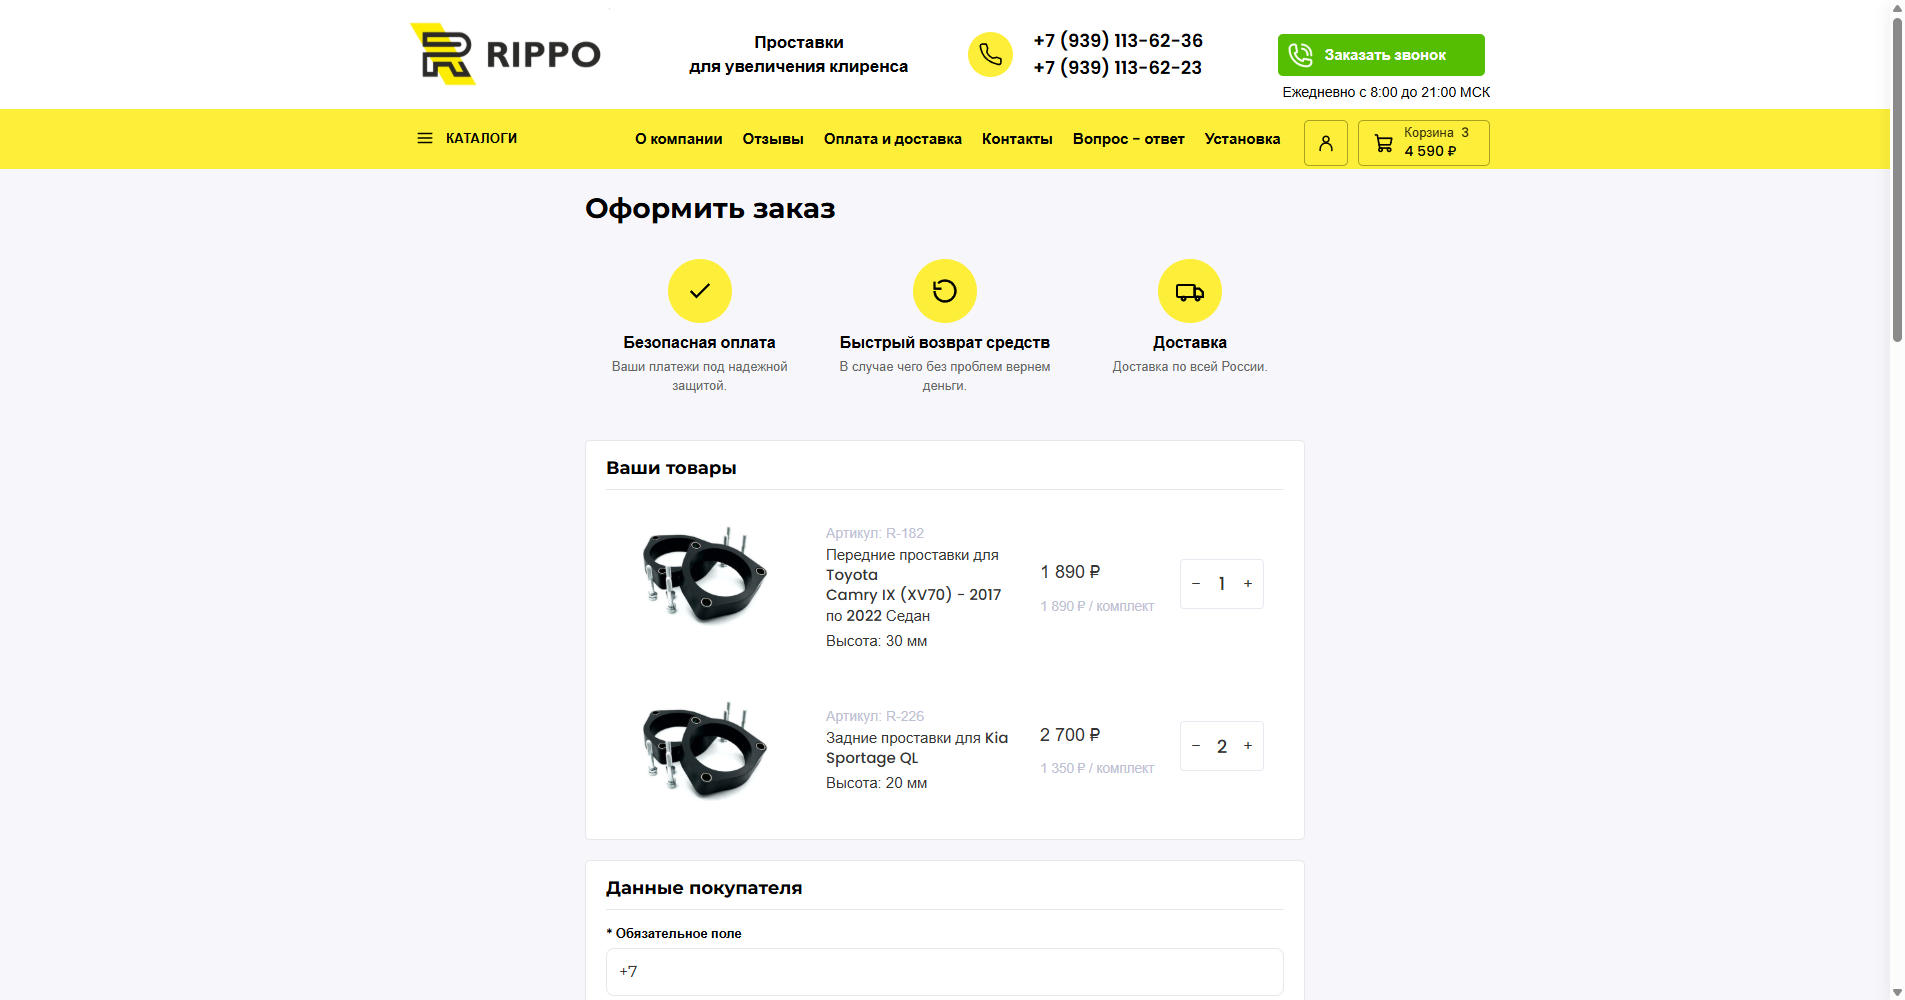 RIPPO
Проставки
для увеличения клиренса
+7 (939) 113-62-36
+7 (939) 113-62-23
Заказать звонок
Ежедневно с 8:00 до 21:00 МСК
КАТАЛОГИ
О компании
Отзывы
Оплата и доставка
Контакты
Вопрос - ответ
Установка
Корзина 3
4 590 ₽
Оформить заказ
Безопасная оплата
Ваши платежи под надежной
защитой.
Быстрый возврат средств
В случае чего без проблем вернем
деньги.
Доставка
Доставка по всей России.
Ваши товары
Артикул: R-182
Передние проставки для
Toyota
Camry IX (XV70) - 2017
по 2022 Седан
Высота: 30 мм
1 890 ₽
1 890 ₽ / комплект
− 1 +
Артикул: R-226
Задние проставки для Kia
Sportage QL
Высота: 20 мм
2 700 ₽
1 350 ₽ / комплект
− 2 +
Данные покупателя
* Обязательное поле
+7